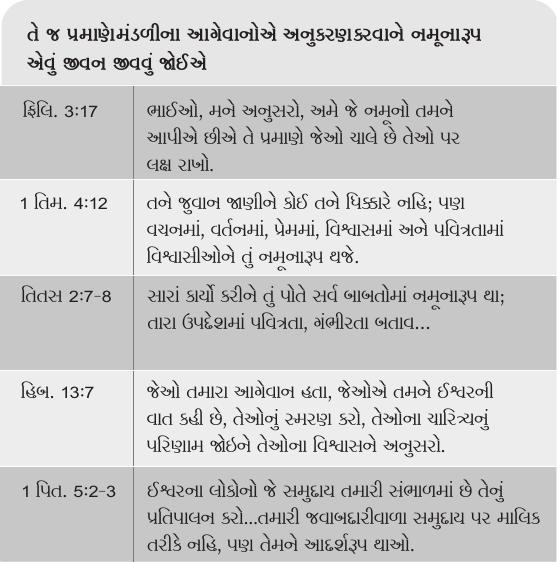 તે જ પ્રમાણેમંડળીના આગેવાનોએ અનુકરણકરવાને નમૂનારૂપ
એવું જીવન જીવવું જોઈએ
ફિલિ. 3:17
ભાઈઓ, મને અનુસરો, અમે જે નમૂનો તમને
આપીએ છીએ તે પ્રમાણે જેઓ ચાલે છે તેઓ પર
લક્ષ રાખો.
1 તિમ. 4:12
તને જુવાન જાણીને કોઈ તને ધિક્કારે નહિ; પણ
વચનમાં, વર્તનમાં, પ્રેમમાં, વિશ્વાસમાં અને પવિત્રતામાં
વિશ્વાસીઓને તું નમૂનારૂપ થજે.
તિતસ 2:7-8
સારાં કાર્યો કરીને તું પોતે સર્વ બાબતોમાં નમૂનારૂપ થા;
તારા ઉપદેશમાં પવિત્રતા, ગંભીરતા બતાવ...
હિબ. 13:7
જેઓ તમારા આગેવાન હતા, જેઓએ તમને ઈશ્વરની
વાત કહી છે, તેઓનું સ્મરણ કરો, તેઓના ચારિત્ર્યનું
પરિણામ જોઇને તેઓના વિશ્વાસને અનુસરો.
1 પિત. 5:2-3
ઈશ્વરના લોકોનો જે સમુદાય તમારી સંભાળમાં છે તેનું
પ્રતિપાલન કરો...તમારી જવાબદારીવાળા સમુદાય પર માલિક
તરીકે નહિ, પણ તેમને આદર્શરૂપ થાઓ.